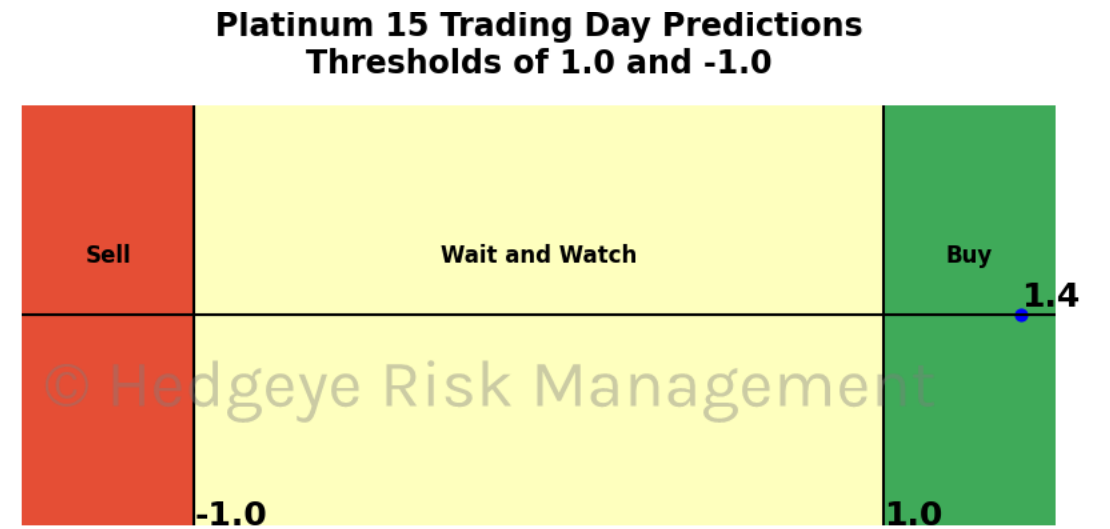 Platinum 15 Trading Day Predictions
Thresholds of 1.0 and -1.0
Sell
Wait and Watch
Buy
1.4
© Hedgeye Risk Management
-1.0
1.0